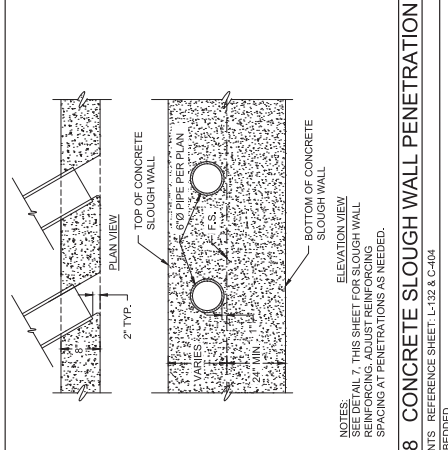 8"
2" TYP.
PLAN VIEW
TOP OF CONCRETE
SLOUGH WALL
6"Ø PIPE PER PLAN
VARIES
F.S.
1"
24" MIN
BOTTOM OF CONCRETE
SLOUGH WALL
ELEVATION VIEW
NOTES:
SEE DETAIL 7, THIS SHEET FOR SLOUGH WALL
REINFORCING. ADJUST REINFORCING
SPACING AT PENETRATIONS AS NEEDED.
8 CONCRETE SLOUGH WALL PENETRATION
NTS REFERENCE SHEET: L-132 & C-404